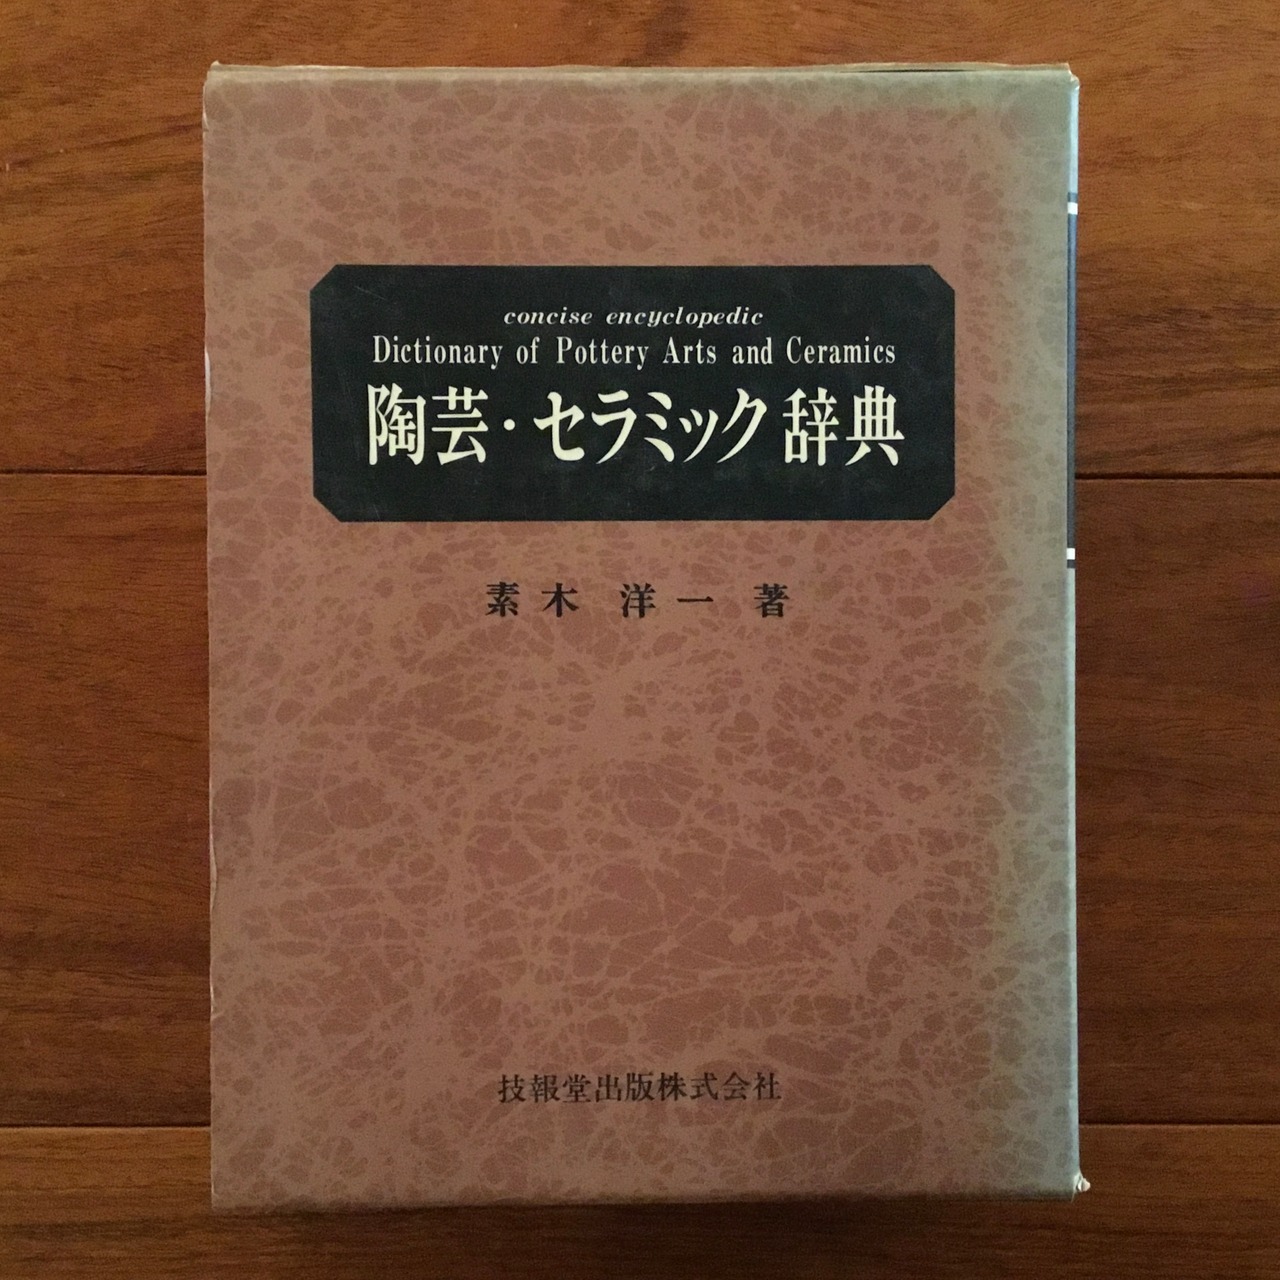 concise encyclopedic
Dictionary of Pottery Arts and Ceramics
陶芸・セラミック辞典
素木 洋一 著
技報堂出版株式会社